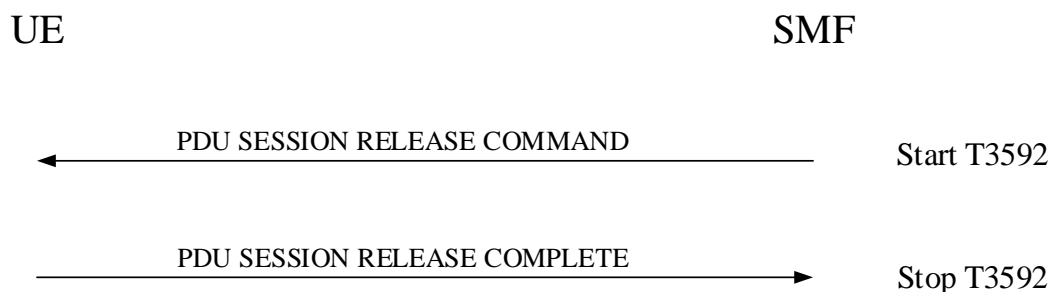 UE SMF
PDU SESSION RELEASE COMMAND Start T3592
PDU SESSION RELEASE COMPLETE Stop T3592